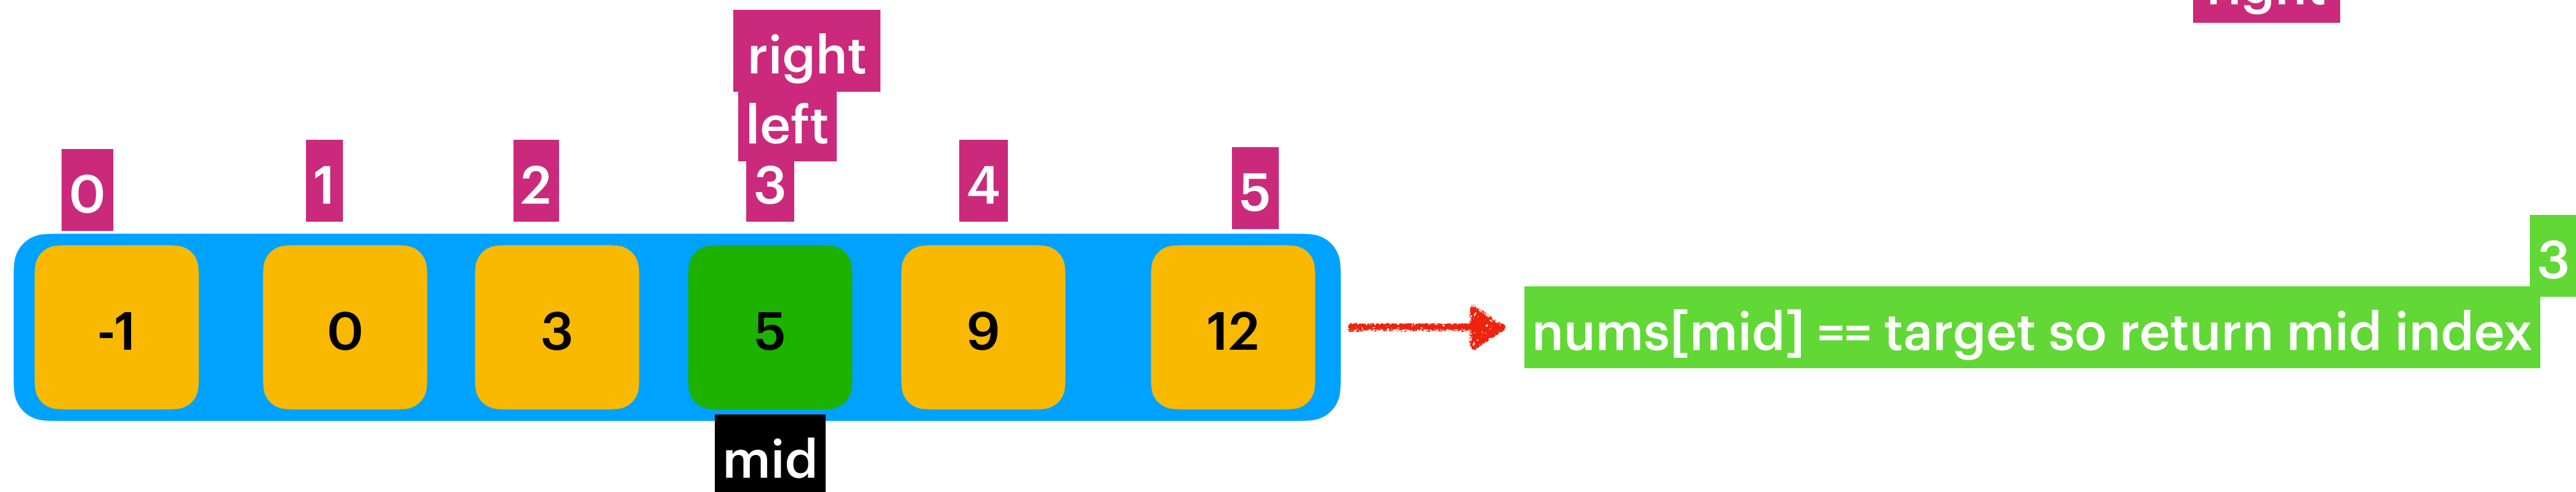 right
right
left
0 1 2 3 4 5
3
-1 0 3 5 9 12
nums[mid] == target so return mid index
mid